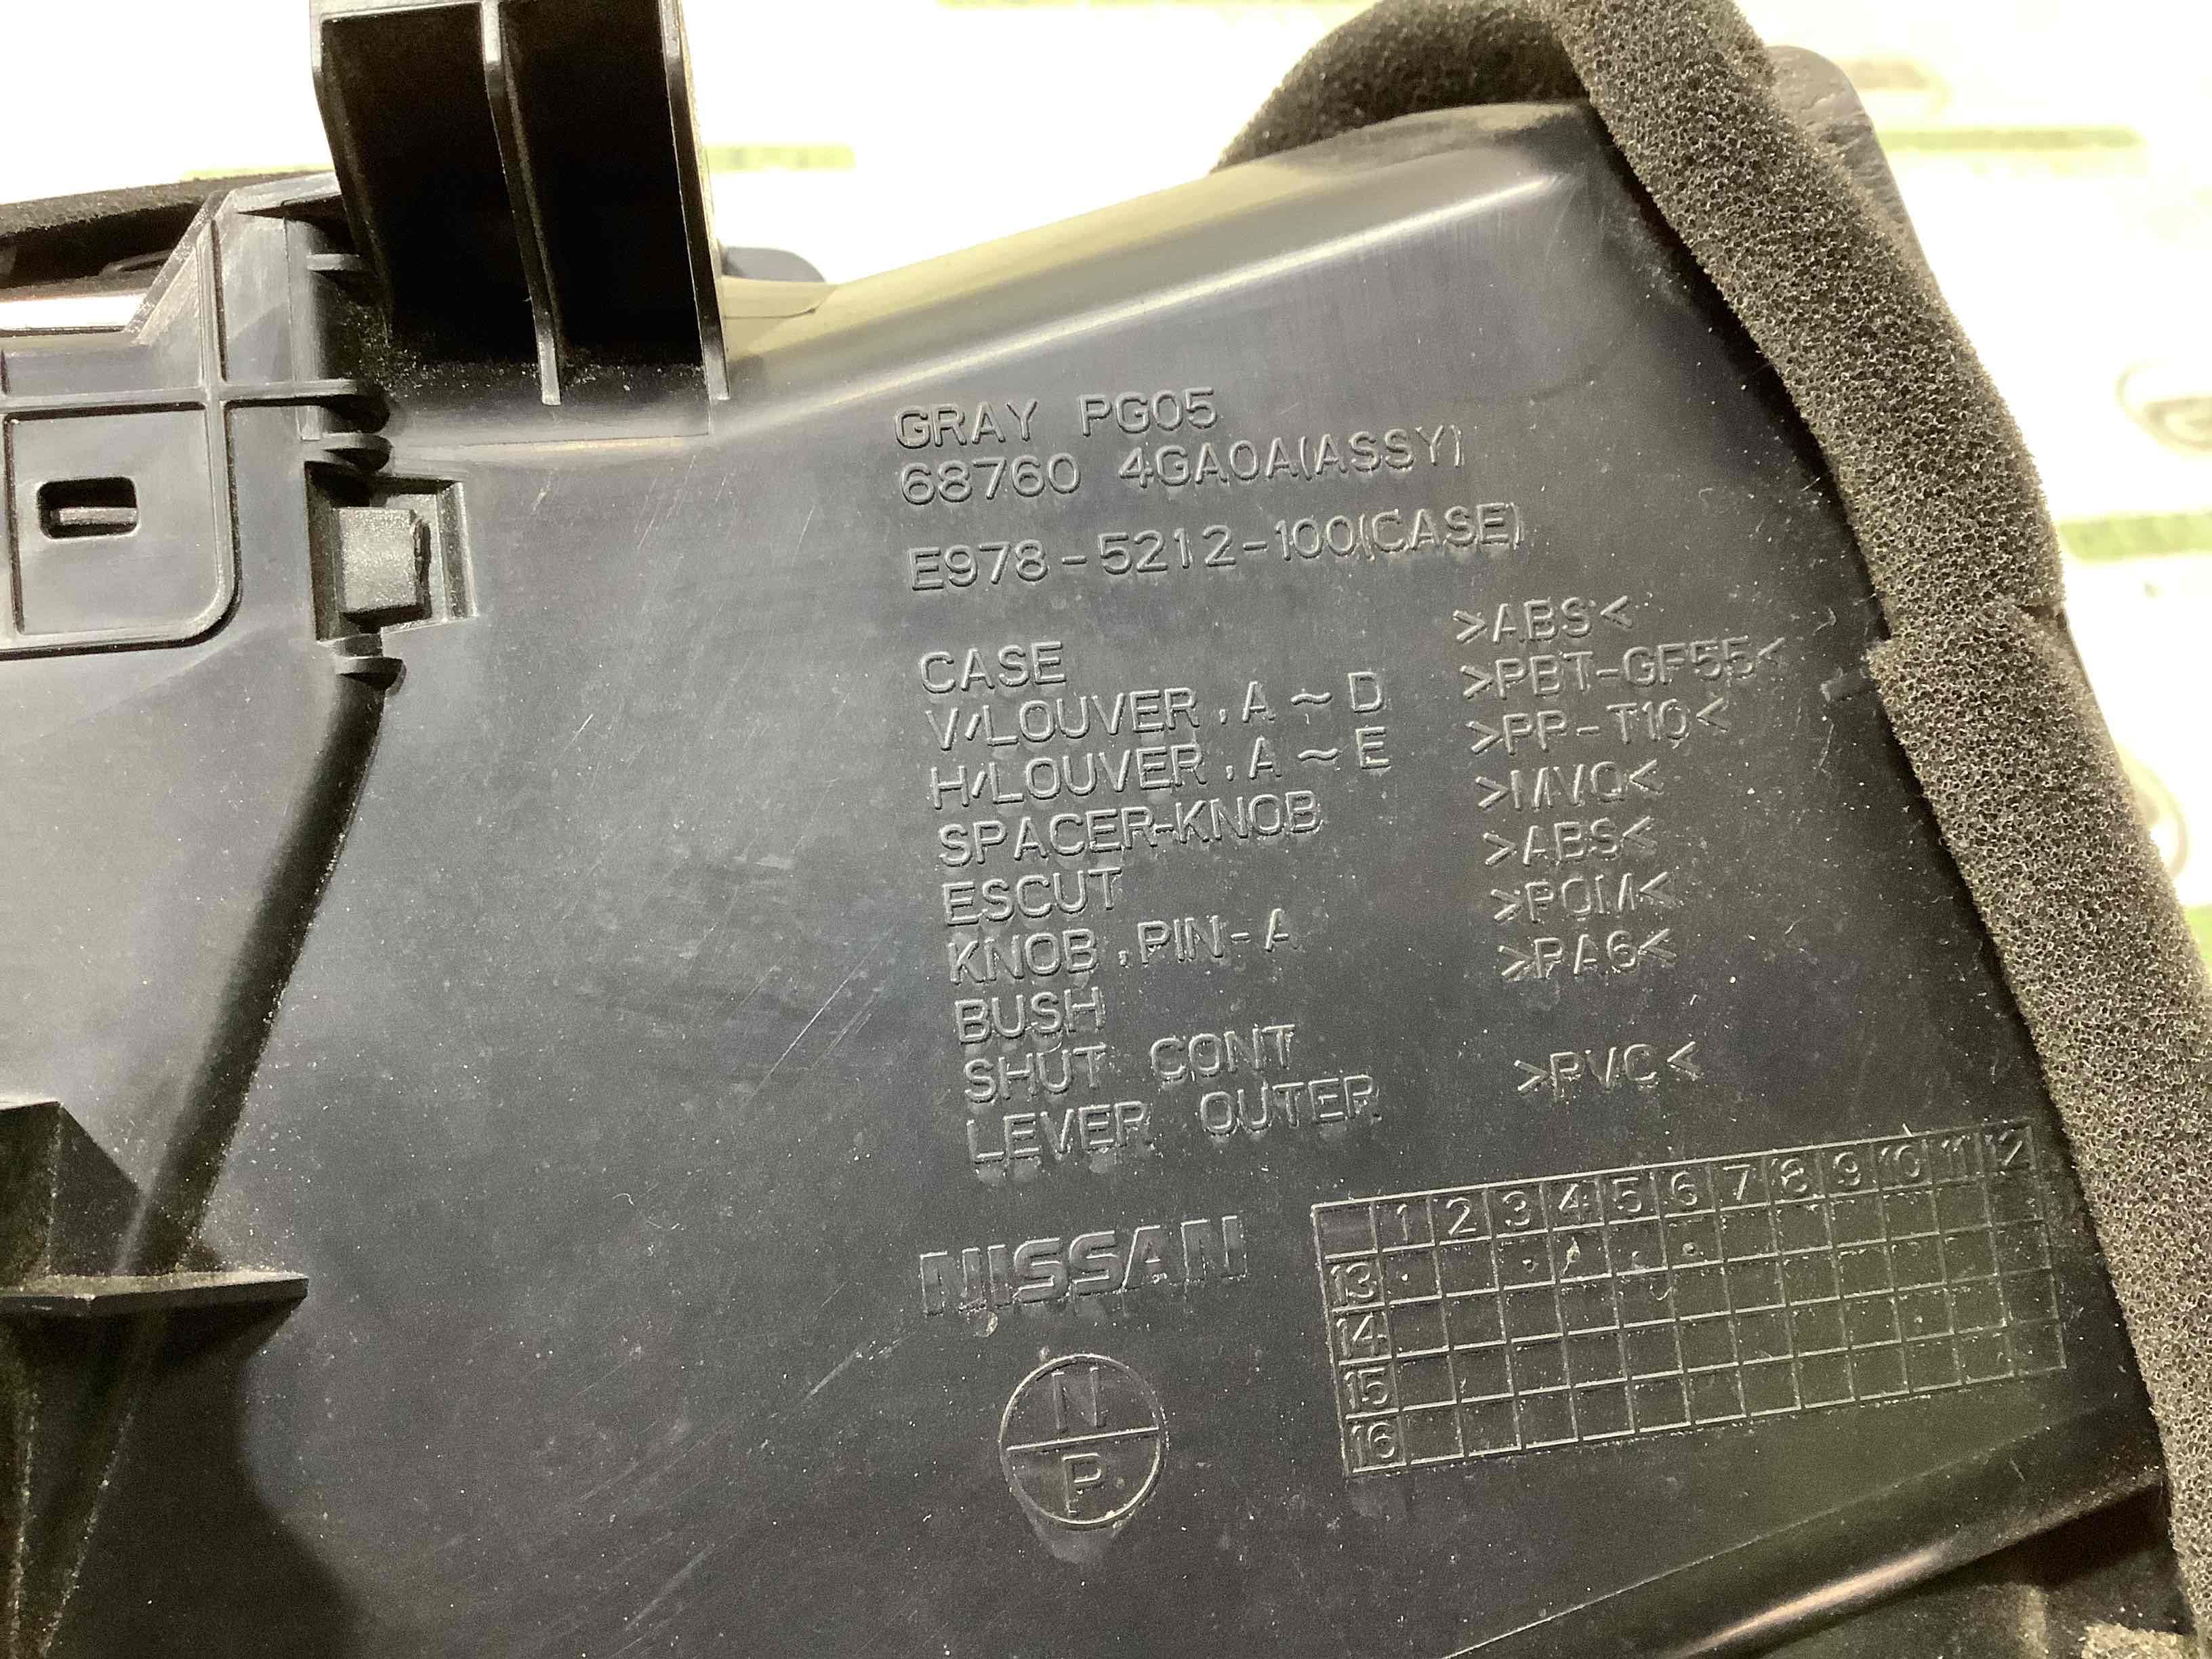 GRAY PG05
68760 4GA0A(ASSY)
E978-5212-100(CASE)
CASE >ABS<
V/LOUVER,A~D >PBT-GF55<
H/LOUVER,A~E >PP-T10<
SPACER-KNOB >MVQ<
ESCUT >ABS<
KNOB,PIN-A >POM<
BUSH >PA6<
SHUT CONT
LEVER OUTER >PVC<
1 2 3 4 5 6 7 8 9 10 11 12
13
14
15
16
NISSAN
N
P